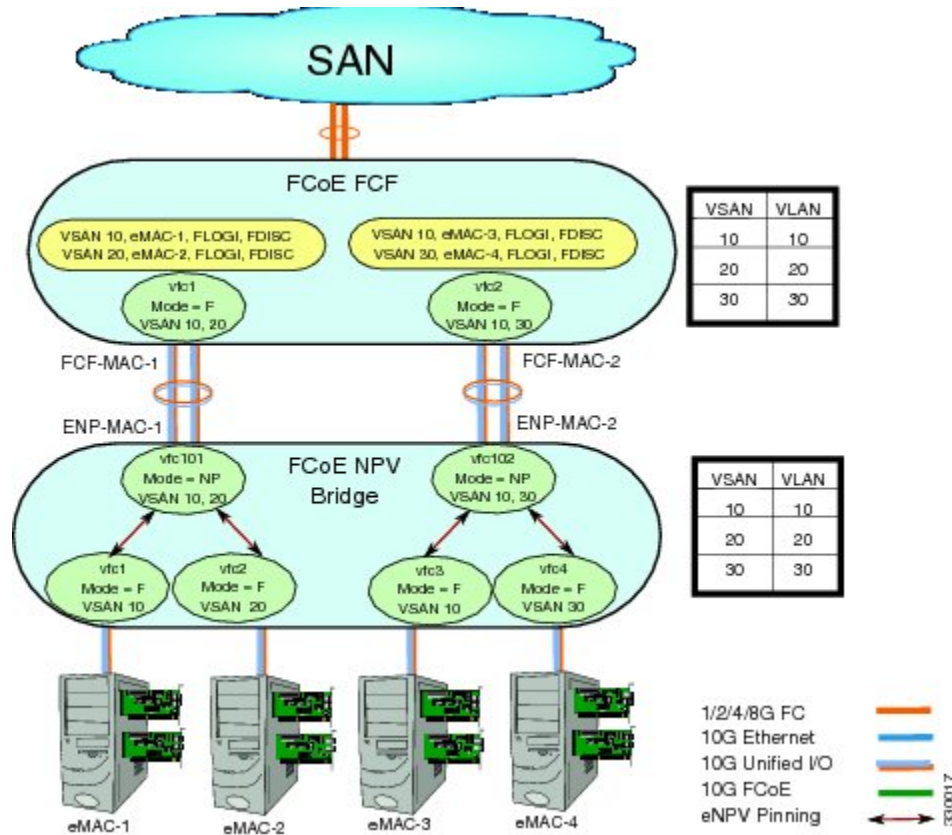 SAN
FCoE FCF
VSAN 10, eMAC-1, FLOGI, FDISC
VSAN 20, eMAC-2, FLOGI, FDISC
VSAN 10, eMAC-3, FLOGI, FDISC
VSAN 30, eMAC-4, FLOGI, FDISC
vfc1
Mode = F
VSAN 10, 20
vfc2
Mode = F
VSAN 10, 30
VSAN VLAN
10 10
20 20
30 30
FCF-MAC-1
FCF-MAC-2
ENP-MAC-1
ENP-MAC-2
vfc101
Mode = NP
VSAN 10, 20
FCoE NPV
Bridge
vfc102
Mode = NP
VSAN 10, 30
vfc1
Mode = F
VSAN 10
vfc2
Mode = F
VSAN 20
vfc3
Mode = F
VSAN 10
vfc4
Mode = F
VSAN 30
VSAN VLAN
10 10
20 20
30 30
eMAC-1
eMAC-2
eMAC-3
eMAC-4
1/2/4/8G FC
10G Ethernet
10G Unified I/O
10G FCoE
eNPV Pinning